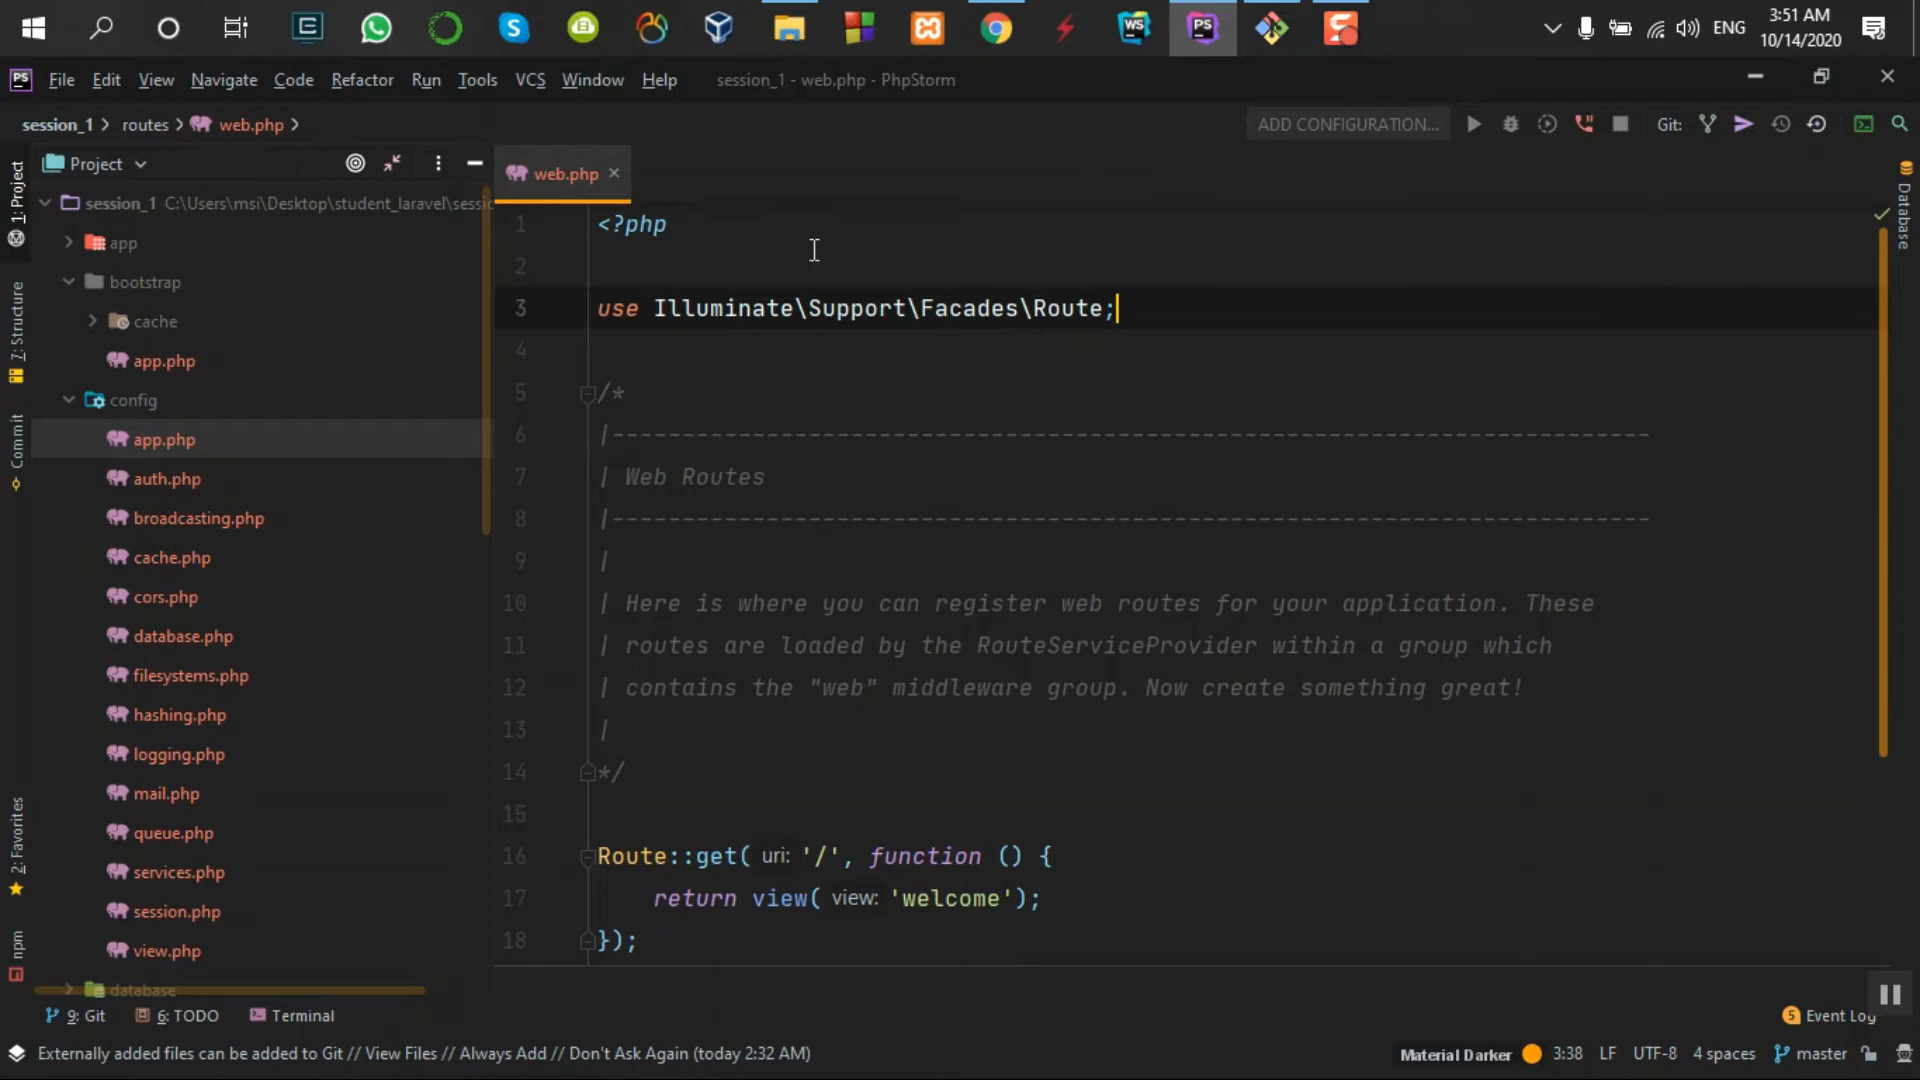 3:51 AM
ENG
10/14/2020
PS File Edit View Navigate Code Refactor Run Tools VCS Window Help session_1 - web.php - PhpStorm
session_1 routes web.php
ADD CONFIGURATION... Git:
Project
web.php
1: Project
7: Structure
Commit
2: Favorites
npm
Database
session_1 C:\Users\msi\Desktop\student_laravel\sessi
app
bootstrap
cache
app.php
config
app.php
auth.php
broadcasting.php
cache.php
cors.php
database.php
filesystems.php
hashing.php
logging.php
mail.php
queue.php
services.php
session.php
view.php
database
1 <?php
2
3 use Illuminate\Support\Facades\Route;
4
5 /*
6 |--------------------------------------------------------------------------
7 | Web Routes
8 |--------------------------------------------------------------------------
9 |
10 | Here is where you can register web routes for your application. These
11 | routes are loaded by the RouteServiceProvider within a group which
12 | contains the "web" middleware group. Now create something great!
13 |
14 */
15
16 Route::get( uri: '/', function () {
17 return view( view: 'welcome');
18 });
9: Git 6: TODO Terminal
5 Event Log
Externally added files can be added to Git // View Files // Always Add // Don't Ask Again (today 2:32 AM)
Material Darker 3:38 LF UTF-8 4 spaces master